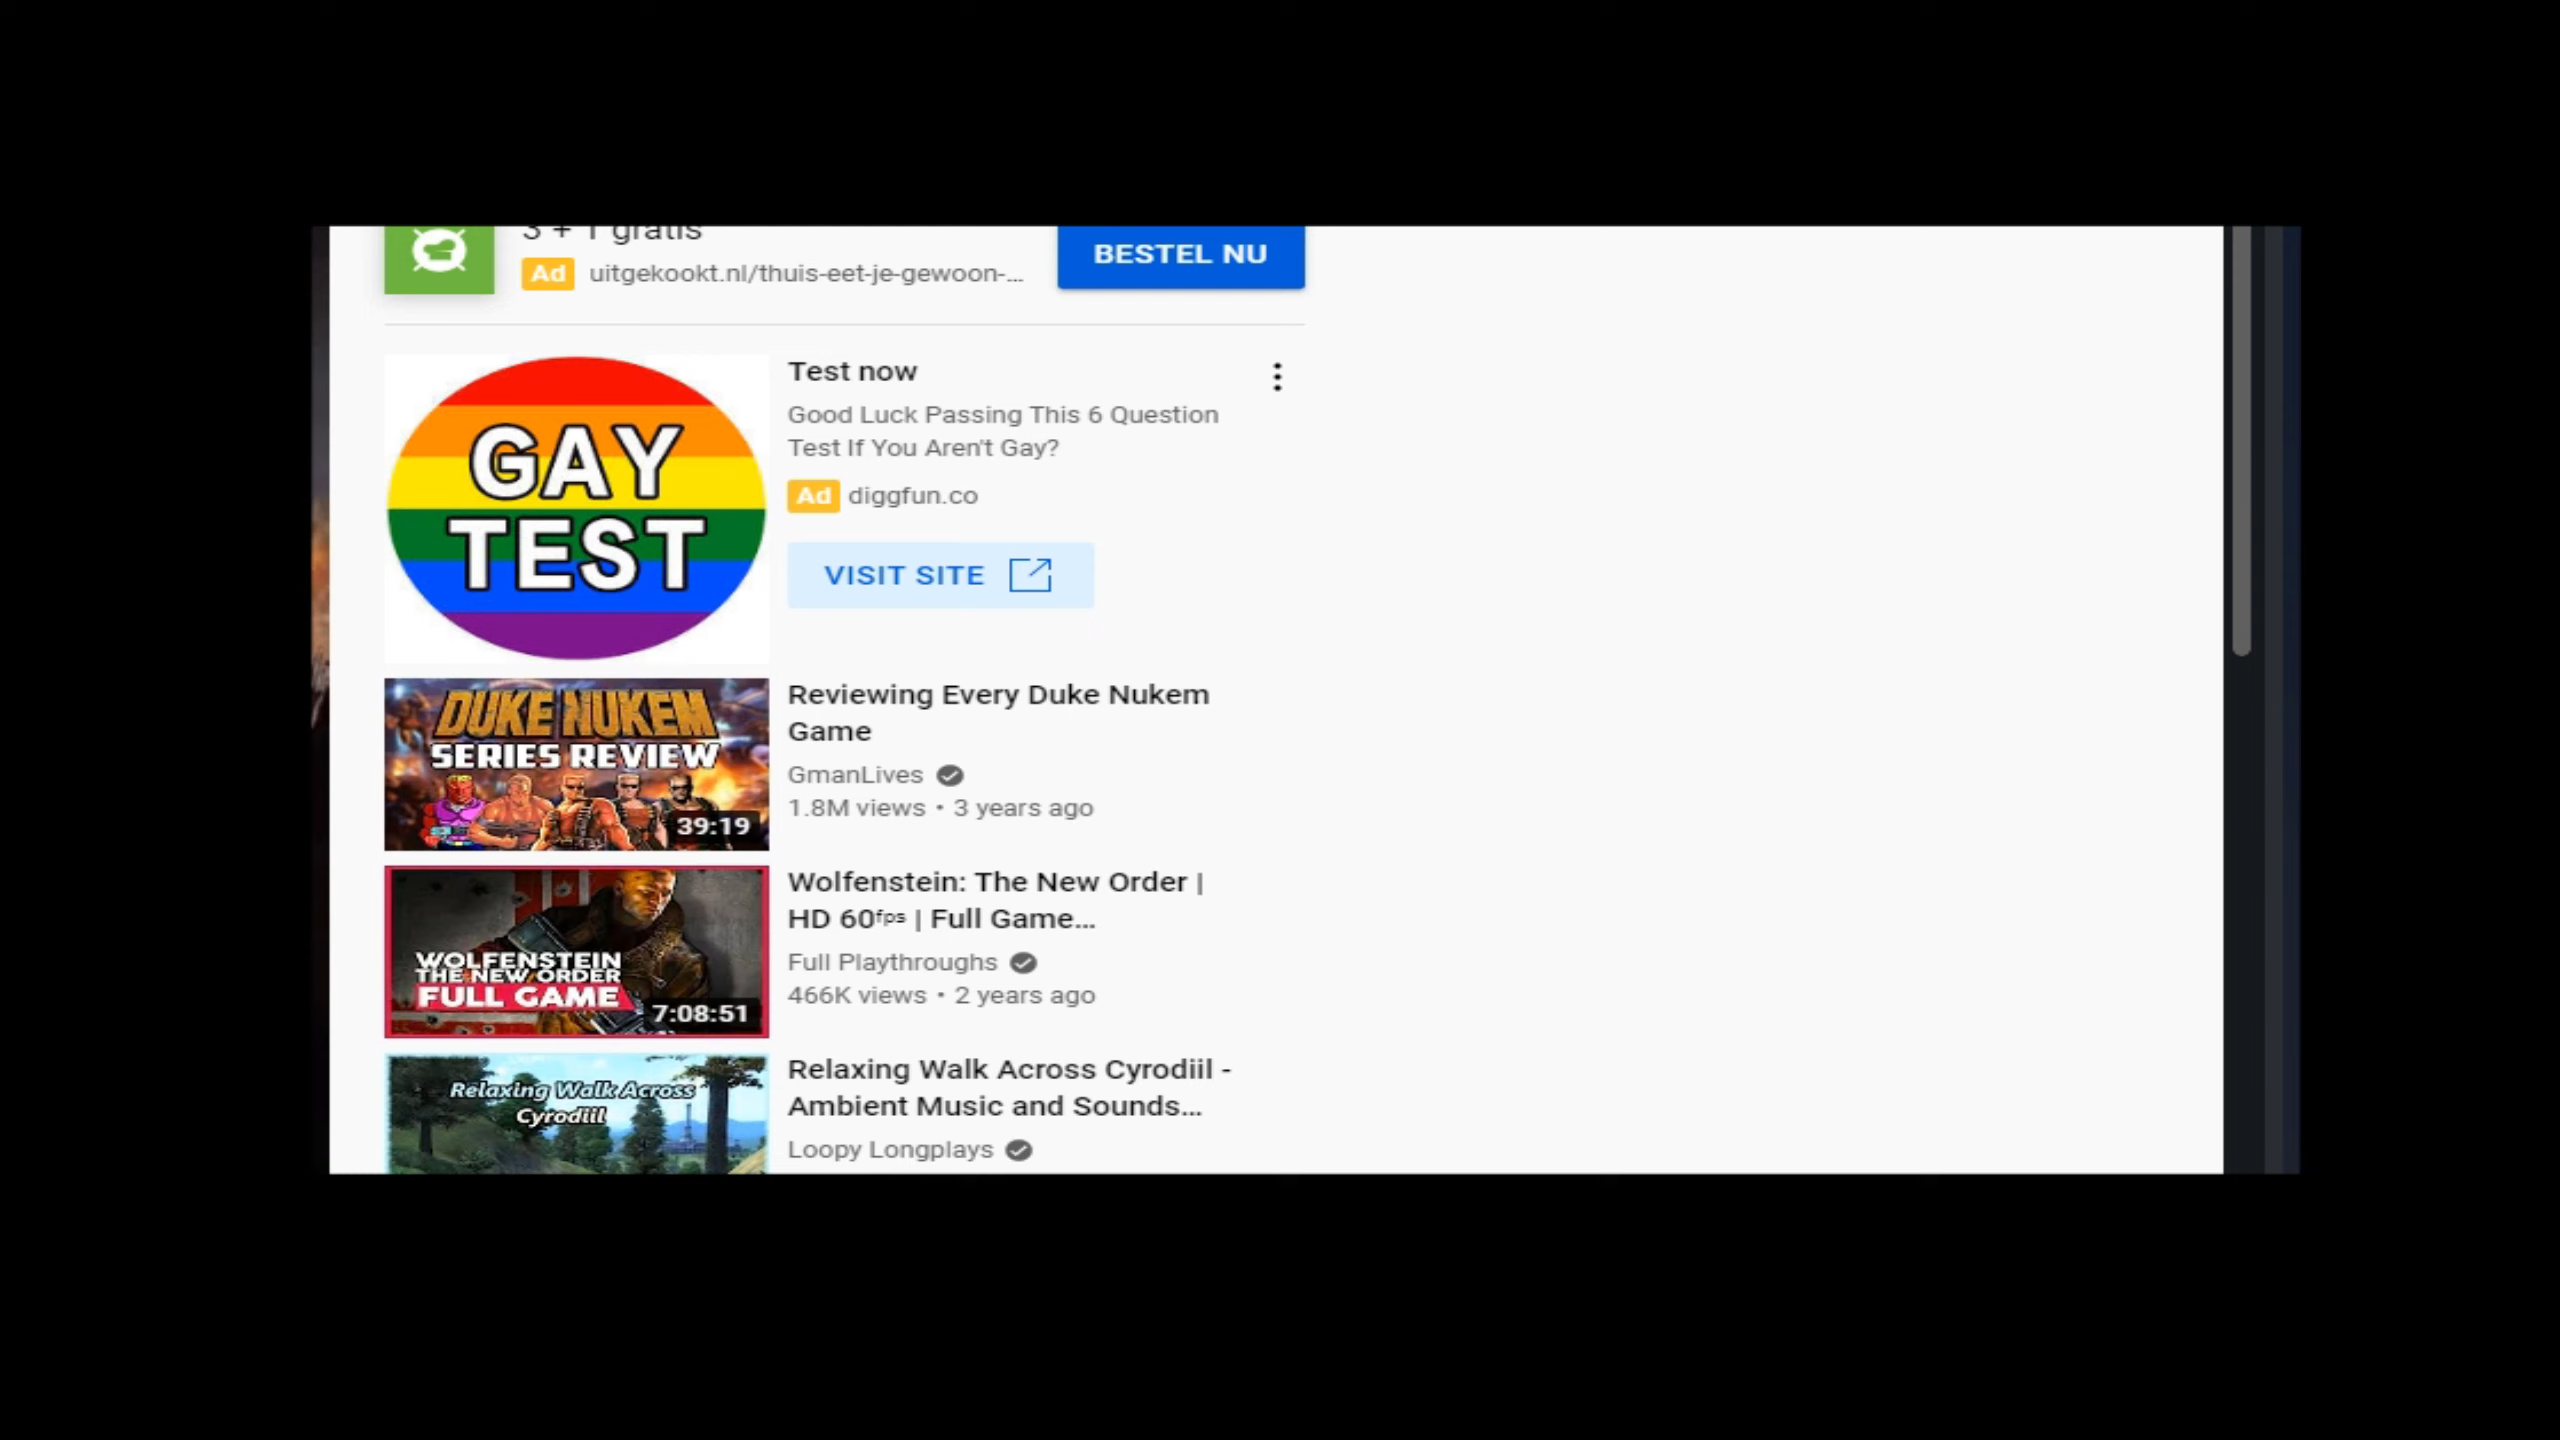 3 + 1 gratis
Ad uitgekookt.nl/thuis-eet-je-gewoon-...
BESTEL NU
GAY
TEST
Test now
Good Luck Passing This 6 Question
Test If You Aren't Gay?
Ad diggfun.co
VISIT SITE
DUKE NUKEM
SERIES REVIEW
39:19
Reviewing Every Duke Nukem
Game
GmanLives
1.8M views • 3 years ago
WOLFENSTEIN
THE NEW ORDER
FULL GAME
7:08:51
Wolfenstein: The New Order |
HD 60ᶠᵖˢ | Full Game...
Full Playthroughs
466K views • 2 years ago
Relaxing Walk Across
Cyrodiil
Relaxing Walk Across Cyrodiil -
Ambient Music and Sounds...
Loopy Longplays